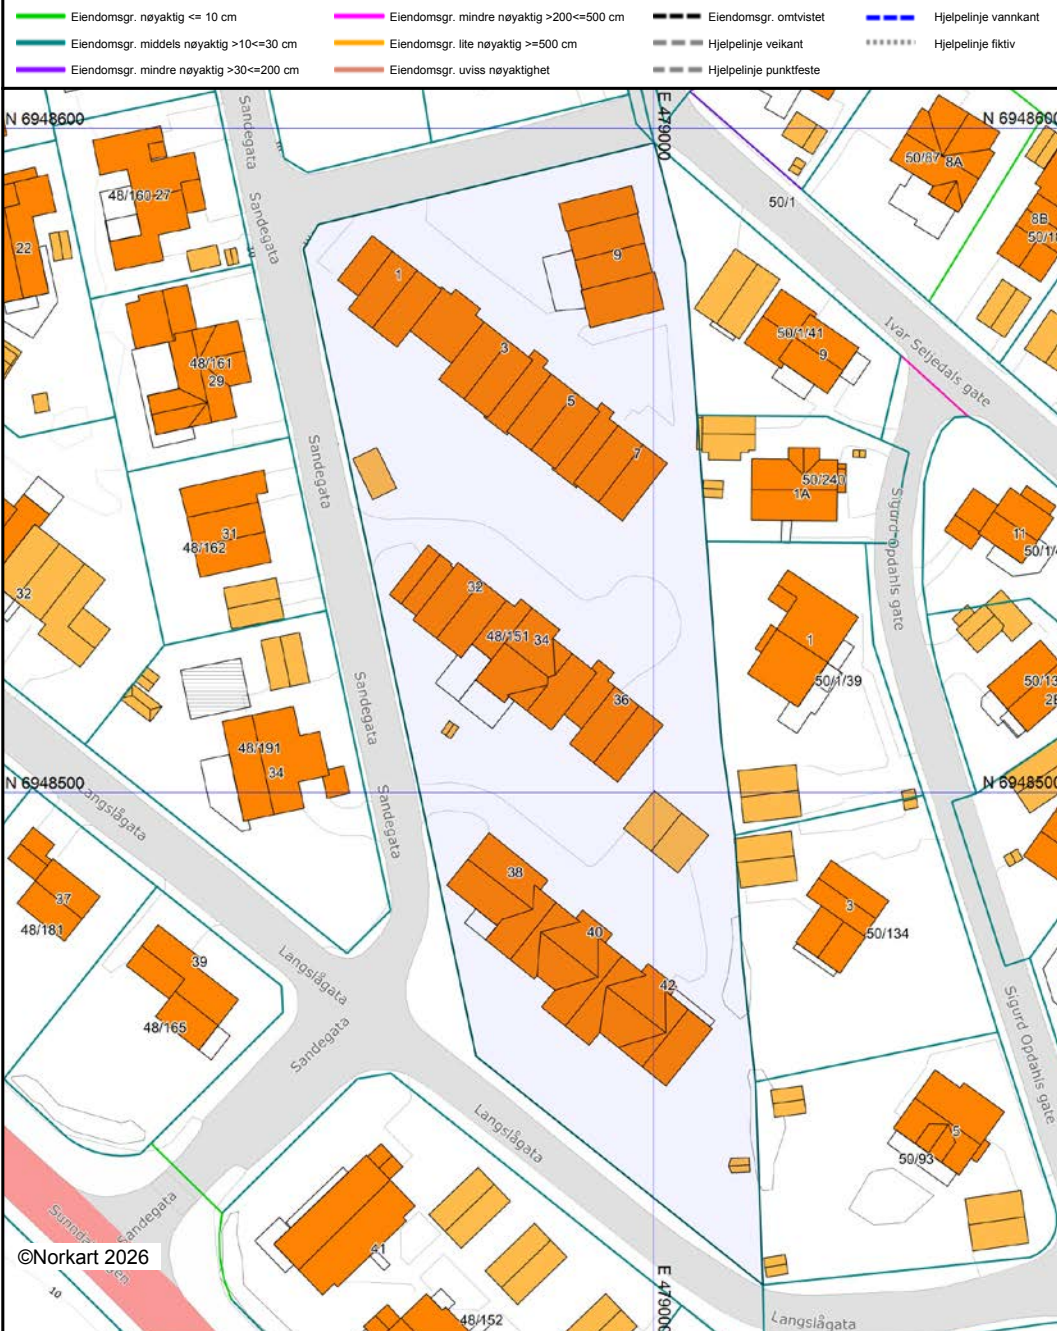 Eiendomsgr. nøyaktig <= 10 cm
Eiendomsgr. mindre nøyaktig >200<=500 cm
Eiendomsgr. omtvistet
Hjelpelinje vannkant
Eiendomsgr. middels nøyaktig >10<=30 cm
Eiendomsgr. lite nøyaktig >=500 cm
Hjelpelinje veikant
Hjelpelinje fiktiv
Eiendomsgr. mindre nøyaktig >30<=200 cm
Eiendomsgr. uviss nøyaktighet
Hjelpelinje punktfeste
N 6948600
Sandegata
E 479000
N 6948600
50/87
8A
48/160
27
Sandegata
50/1
8B
22
9
1
Ivar Seljedals gate
50/1/41
9
3
48/161
29
5
Sandegata
7
50/240
1A
31
48/162
Sigurd Opdahls gate
11
32
32
48/151
34
1
50/1/39
36
Sandegata
48/191
34
N 6948500
N 6948500
Langslågata
Sandegata
38
37
48/181
3
50/134
40
39
Langslågata
42
48/165
Sandegata
Sigurd Opdahls gate
Langslågata
5
50/93
Sandegata
41
©Norkart 2026
10
E 479000
48/152
Langslågata